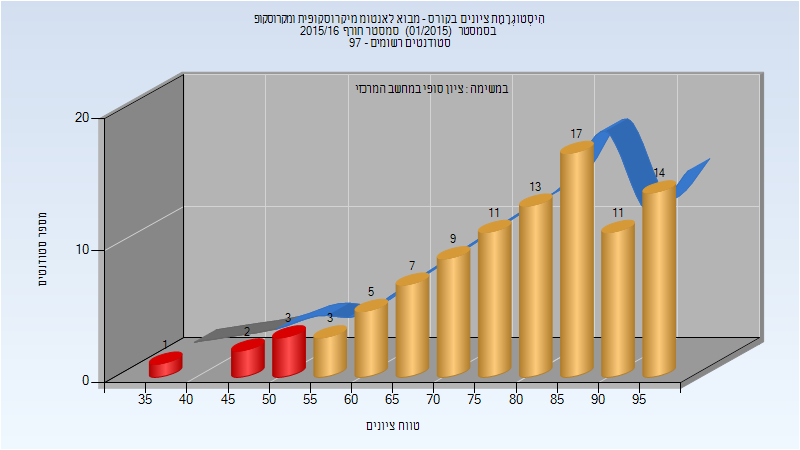 היסטוגרמת ציונים בקורס - מבוא לאנטומ מיקרוסקופית ומקרוסקופ
בסמסטר (01/2015) סמסטר חורף 2015/16
סטודנטים רשומים - 97
במשימה : ציון סופי במחשב המרכזי
מספר סטודנטים
20
10
0
1
2
3
3
5
7
9
11
13
17
11
14
35 40 45 50 55 60 65 70 75 80 85 90 95
טווח ציונים